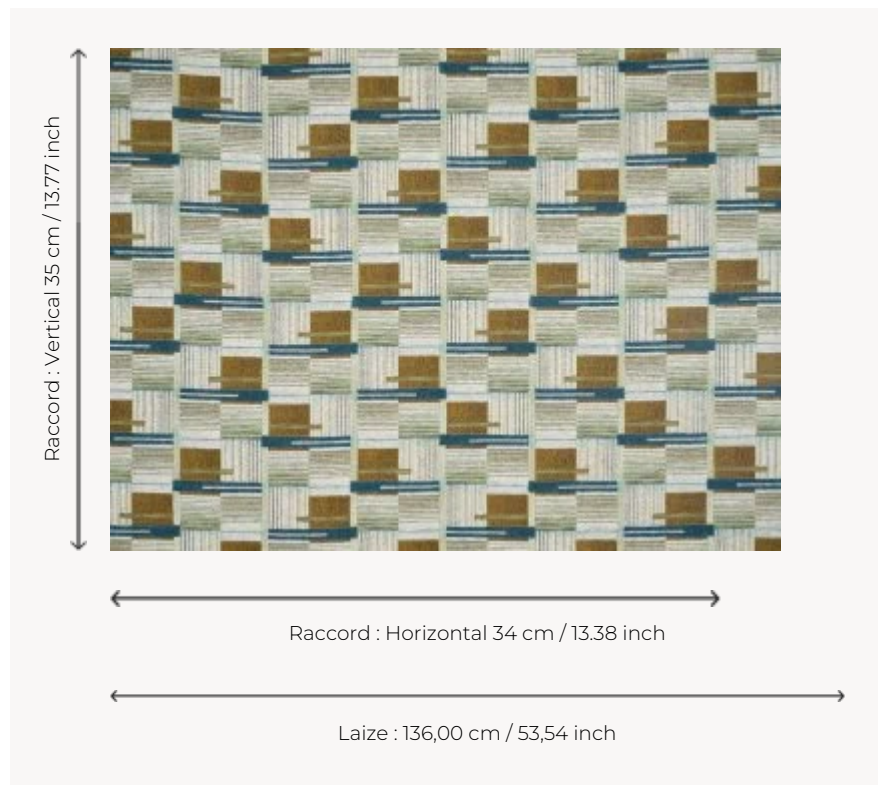 Raccord : Vertical 35 cm / 13.77 inch
Raccord : Horizontal 34 cm / 13.38 inch
Laize : 136,00 cm / 53,54 inch